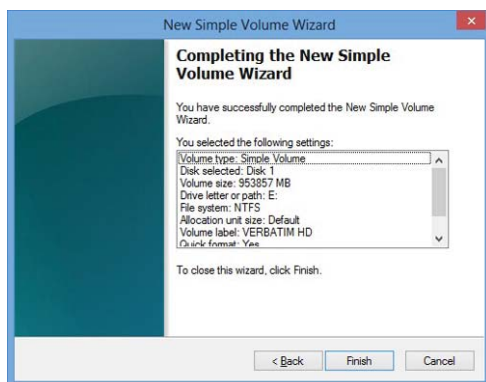 New Simple Volume Wizard
Completing the New Simple
Volume Wizard
You have successfully completed the New Simple Volume
Wizard.
You selected the following settings:
Volume type: Simple Volume
Disk selected: Disk 1
Volume size: 953857 MB
Drive letter or path: E:
File system: NTFS
Allocation unit size: Default
Volume label: VERBATIM HD
Quick format: Yes
To close this wizard, click Finish.
< Back
Finish
Cancel